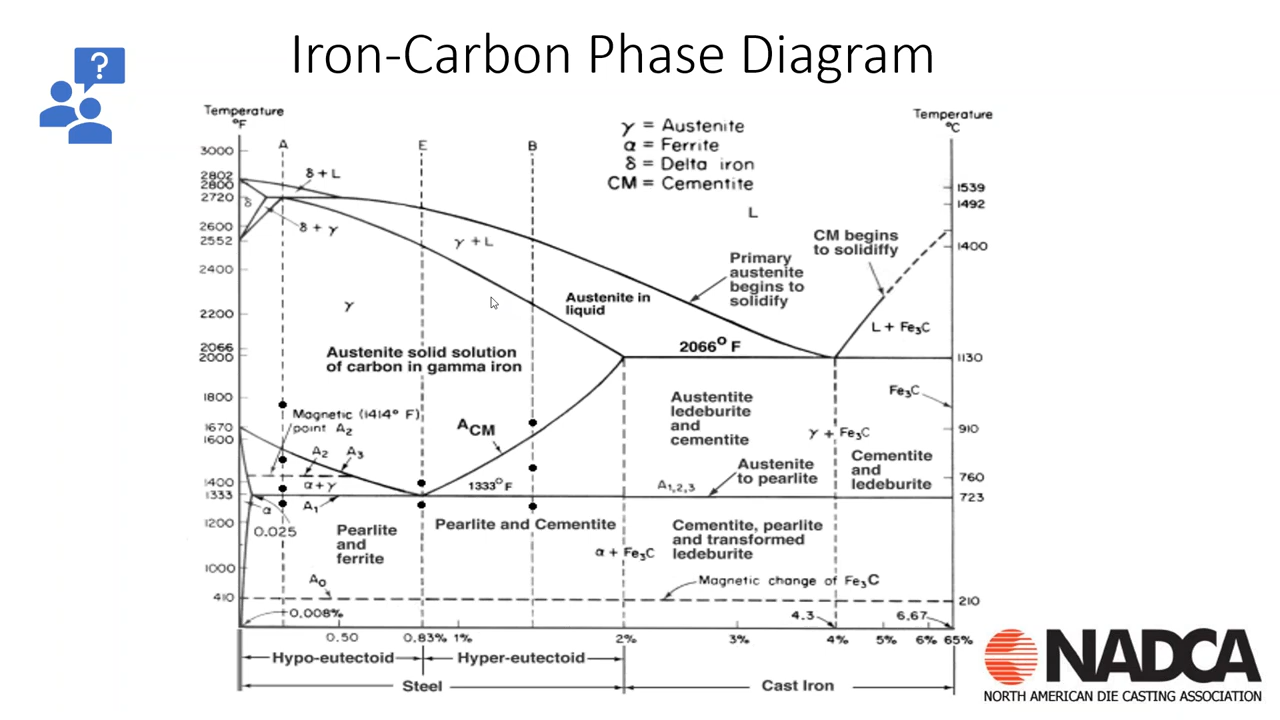 Iron-Carbon Phase Diagram
?
Temperature
°F
Temperature
°C
γ = Austenite
α = Ferrite
δ = Delta iron
CM = Cementite
A
E
B
3000
2802
2800
2720
2600
2552
2400
2200
2066
2000
1800
1670
1600
1400
1333
1200
1000
410
δ + L
δ
δ + γ
γ + L
L
γ
CM begins
to solidiffy
Primary
austenite
begins to
solidify
Austenite in
liquid
L + Fe₃C
2066° F
Austenite solid solution
of carbon in gamma iron
1539
1492
1400
1130
910
760
723
210
Fe₃C
Magnetic (1414° F)
point A₂
A₂
A₃
α+γ
A₁
α
0.025
ACM
1333° F
Austentite
ledeburite
and
cementite
γ + Fe₃C
Cementite
and
ledeburite
Austenite
to pearlite
A₁,₂,₃
Pearlite
and
ferrite
Pearlite and Cementite
α + Fe₃C
Cementite, pearlite
and transformed
ledeburite
A₀
Magnetic change of Fe₃C
0,008%
4.3
6,67
0.50
0.83%
1%
2%
3%
4%
5%
6%
65%
Hypo-eutectoid
Hyper-eutectoid
Steel
Cast Iron
NADCA
NORTH AMERICAN DIE CASTING ASSOCIATION